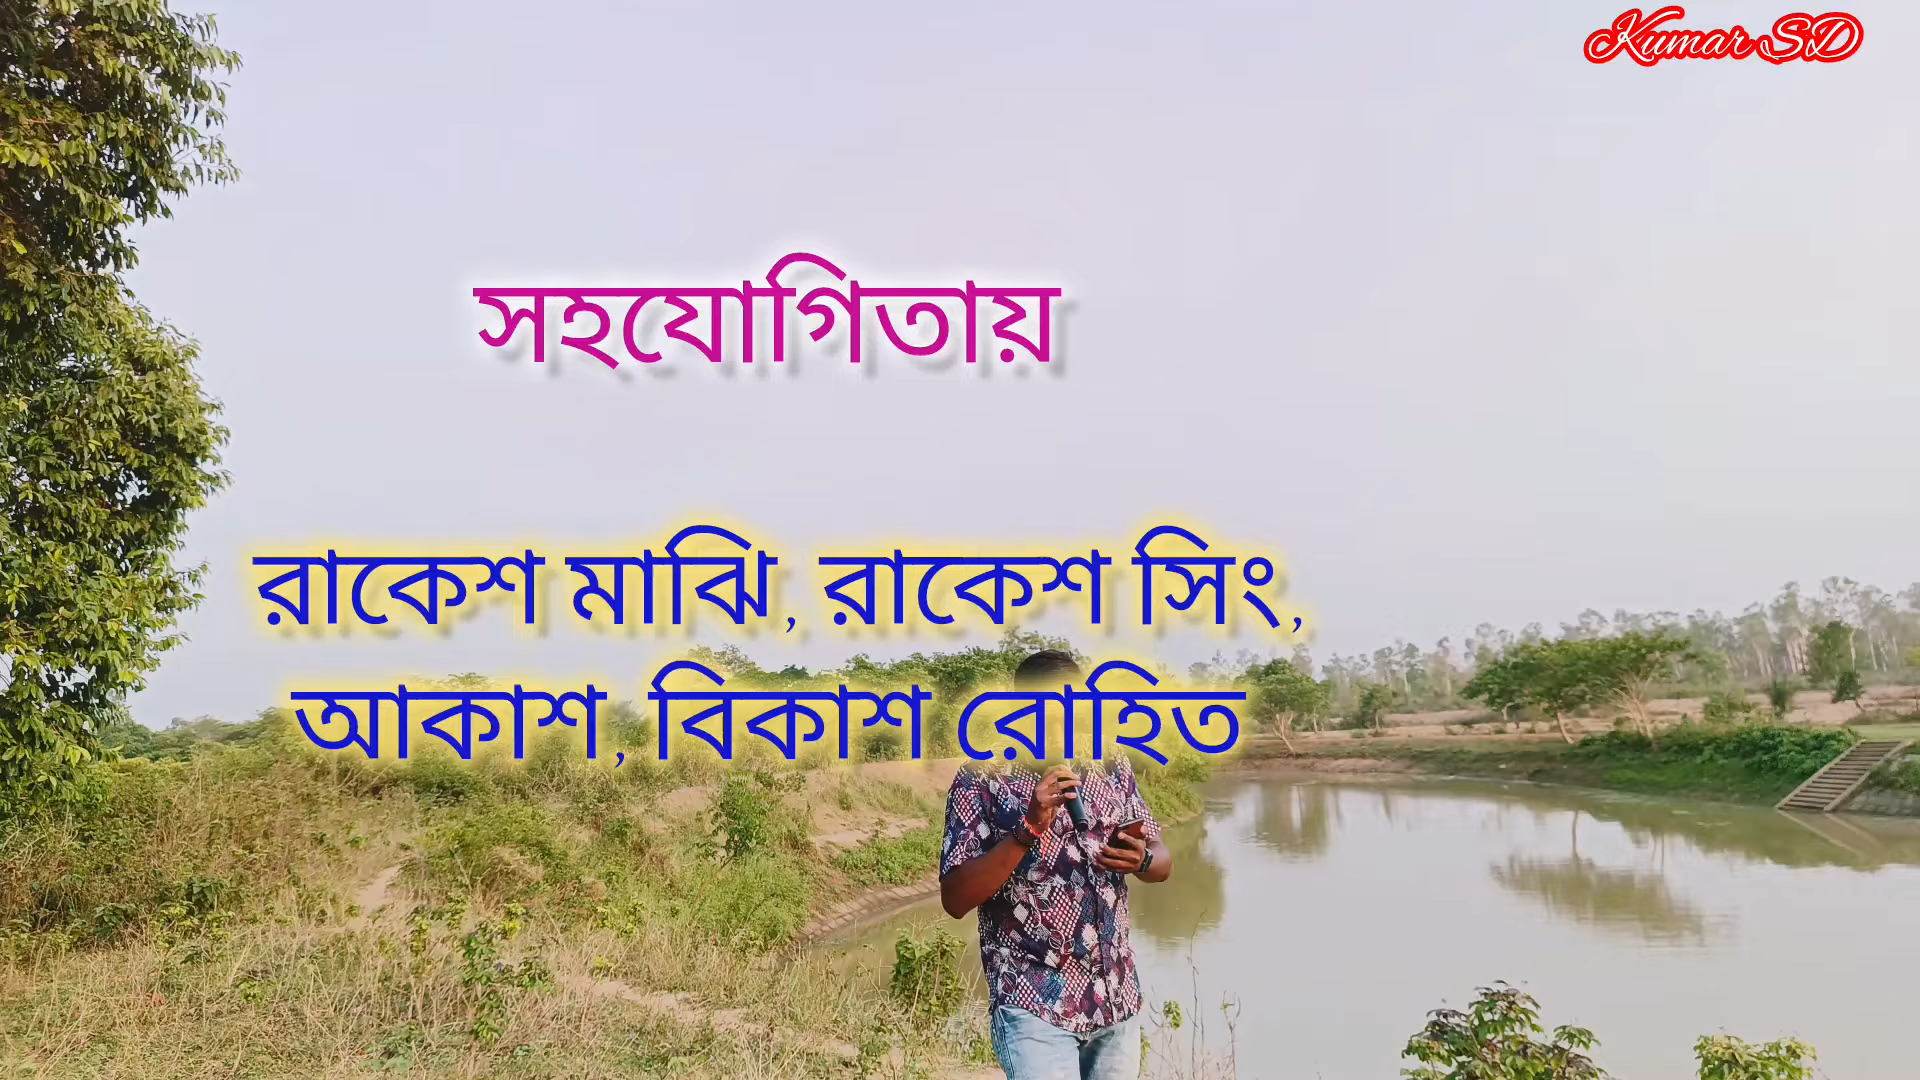 Kumar SD
সহযোগিতায়
রাকেশ মাঝি, রাকেশ সিং,
আকাশ, বিকাশ রোহিত